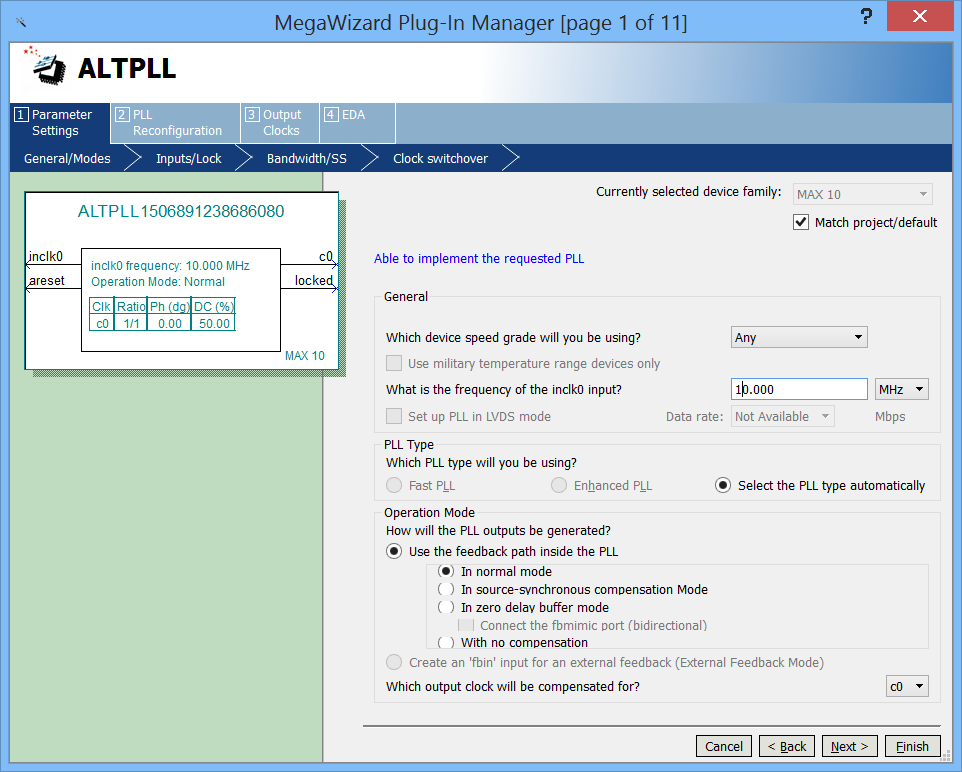 MegaWizard Plug-In Manager [page 1 of 11]
?
ALTPLL
1 Parameter Settings
2 PLL Reconfiguration
3 Output Clocks
4 EDA
General/Modes
Inputs/Lock
Bandwidth/SS
Clock switchover
ALTPLL1506891238686080
inclk0
areset
inclk0 frequency: 10.000 MHz
Operation Mode: Normal
Clk Ratio Ph (dg) DC (%)
c0 1/1 0.00 50.00
c0
locked
MAX 10
Currently selected device family: MAX 10
Match project/default
Able to implement the requested PLL
General
Which device speed grade will you be using? Any
Use military temperature range devices only
What is the frequency of the inclk0 input? 10.000 MHz
Set up PLL in LVDS mode Data rate: Not Available Mbps
PLL Type
Which PLL type will you be using?
Fast PLL Enhanced PLL Select the PLL type automatically
Operation Mode
How will the PLL outputs be generated?
Use the feedback path inside the PLL
In normal mode
In source-synchronous compensation Mode
In zero delay buffer mode
Connect the fbmimic port (bidirectional)
With no compensation
Create an 'fbin' input for an external feedback (External Feedback Mode)
Which output clock will be compensated for? c0
Cancel < Back Next > Finish